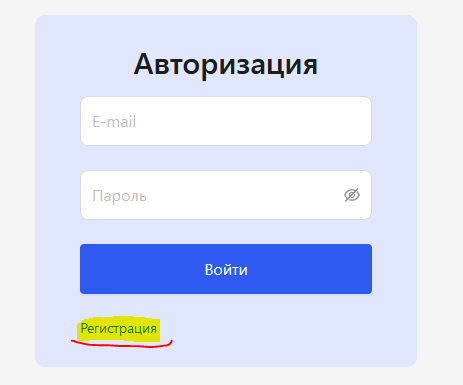 Авторизация
E-mail
Пароль
Войти
Регистрация